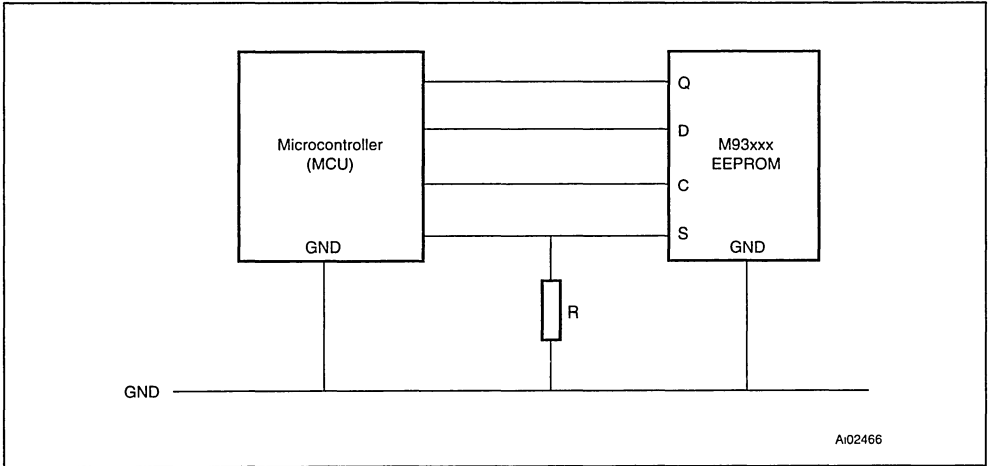 Q
D
Microcontroller
(MCU)
M93xxx
EEPROM
C
S
GND
GND
R
GND
AI02466